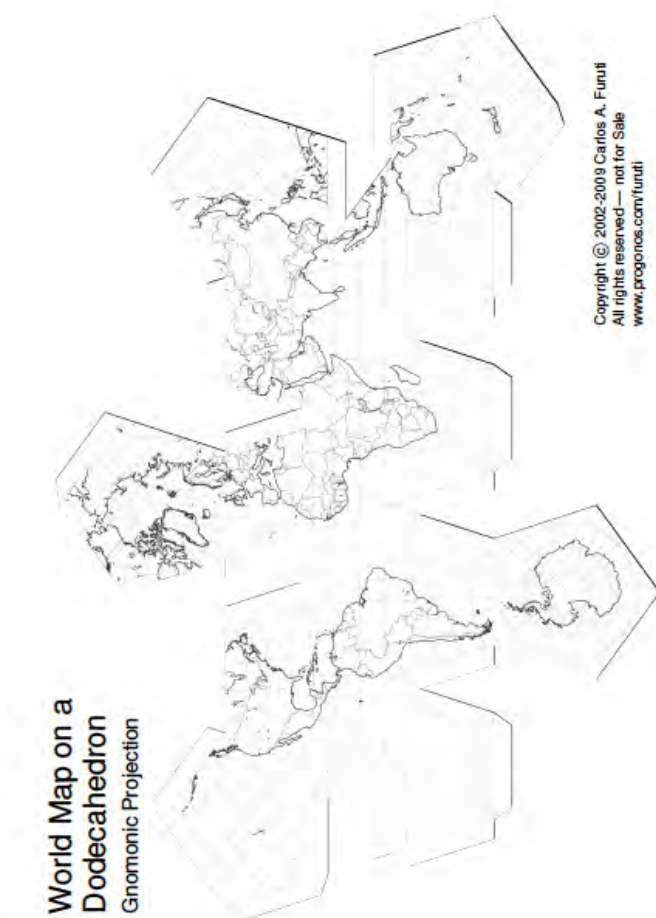 World Map on a
Dodecahedron
Gnomonic Projection
Copyright © 2002-2009 Carlos A. Furuti
All rights reserved — not for Sale
www.progonos.com/furuti